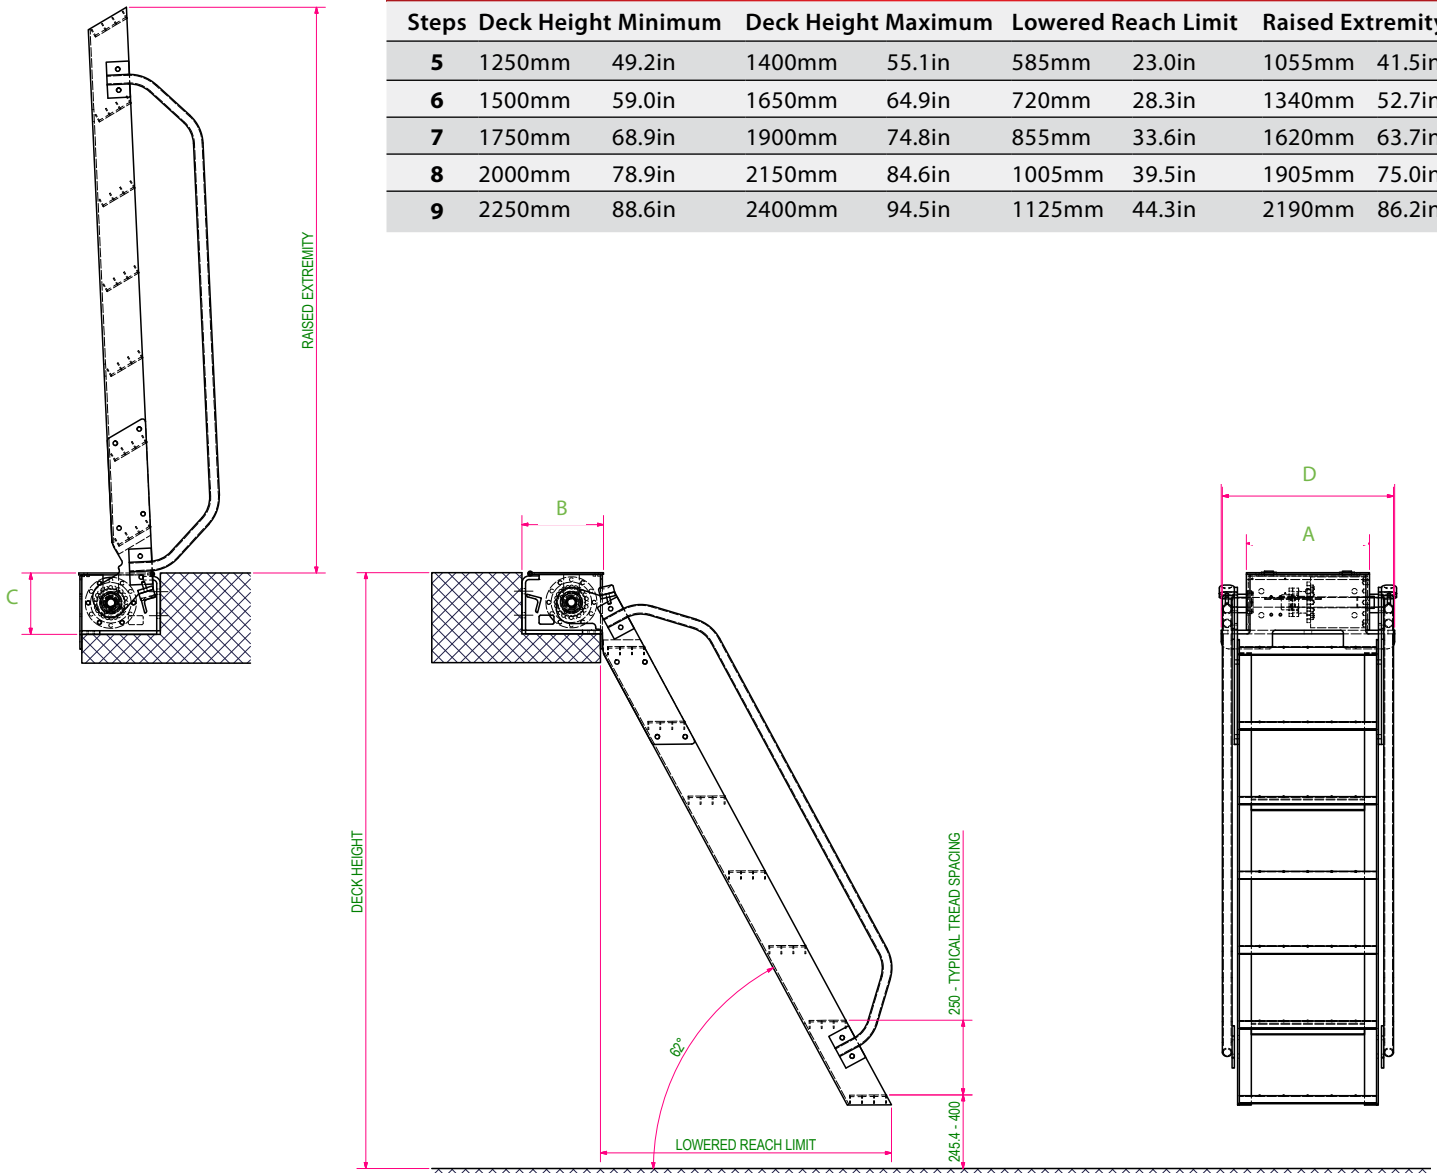 Steps Deck Height Minimum Deck Height Maximum Lowered Reach Limit Raised Extremity
5 1250mm 49.2in 1400mm 55.1in 585mm 23.0in 1055mm 41.5in
6 1500mm 59.0in 1650mm 64.9in 720mm 28.3in 1340mm 52.7in
7 1750mm 68.9in 1900mm 74.8in 855mm 33.6in 1620mm 63.7in
8 2000mm 78.9in 2150mm 84.6in 1005mm 39.5in 1905mm 75.0in
9 2250mm 88.6in 2400mm 94.5in 1125mm 44.3in 2190mm 86.2in
RAISED EXTREMITY
C
B
D
A
DECK HEIGHT
250 - TYPICAL TREAD SPACING
62°
LOWERED REACH LIMIT
245.4 - 400